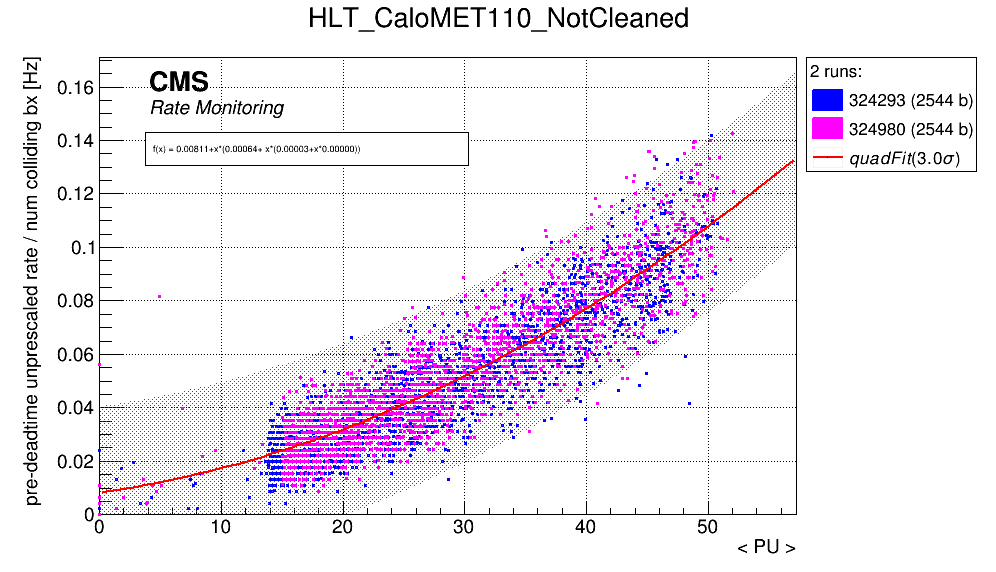 HLT_CaloMET110_NotCleaned
pre-deadtime unprescaled rate / num colliding bx [Hz]
CMS
Rate Monitoring
f(x) = 0.00811+x*(0.00064+ x*(0.00003+x*0.00000))
0.16
0.14
0.12
0.1
0.08
0.06
0.04
0.02
0
0 10 20 30 40 50
< PU >
2 runs:
324293 (2544 b)
324980 (2544 b)
quadFit(3.0σ)